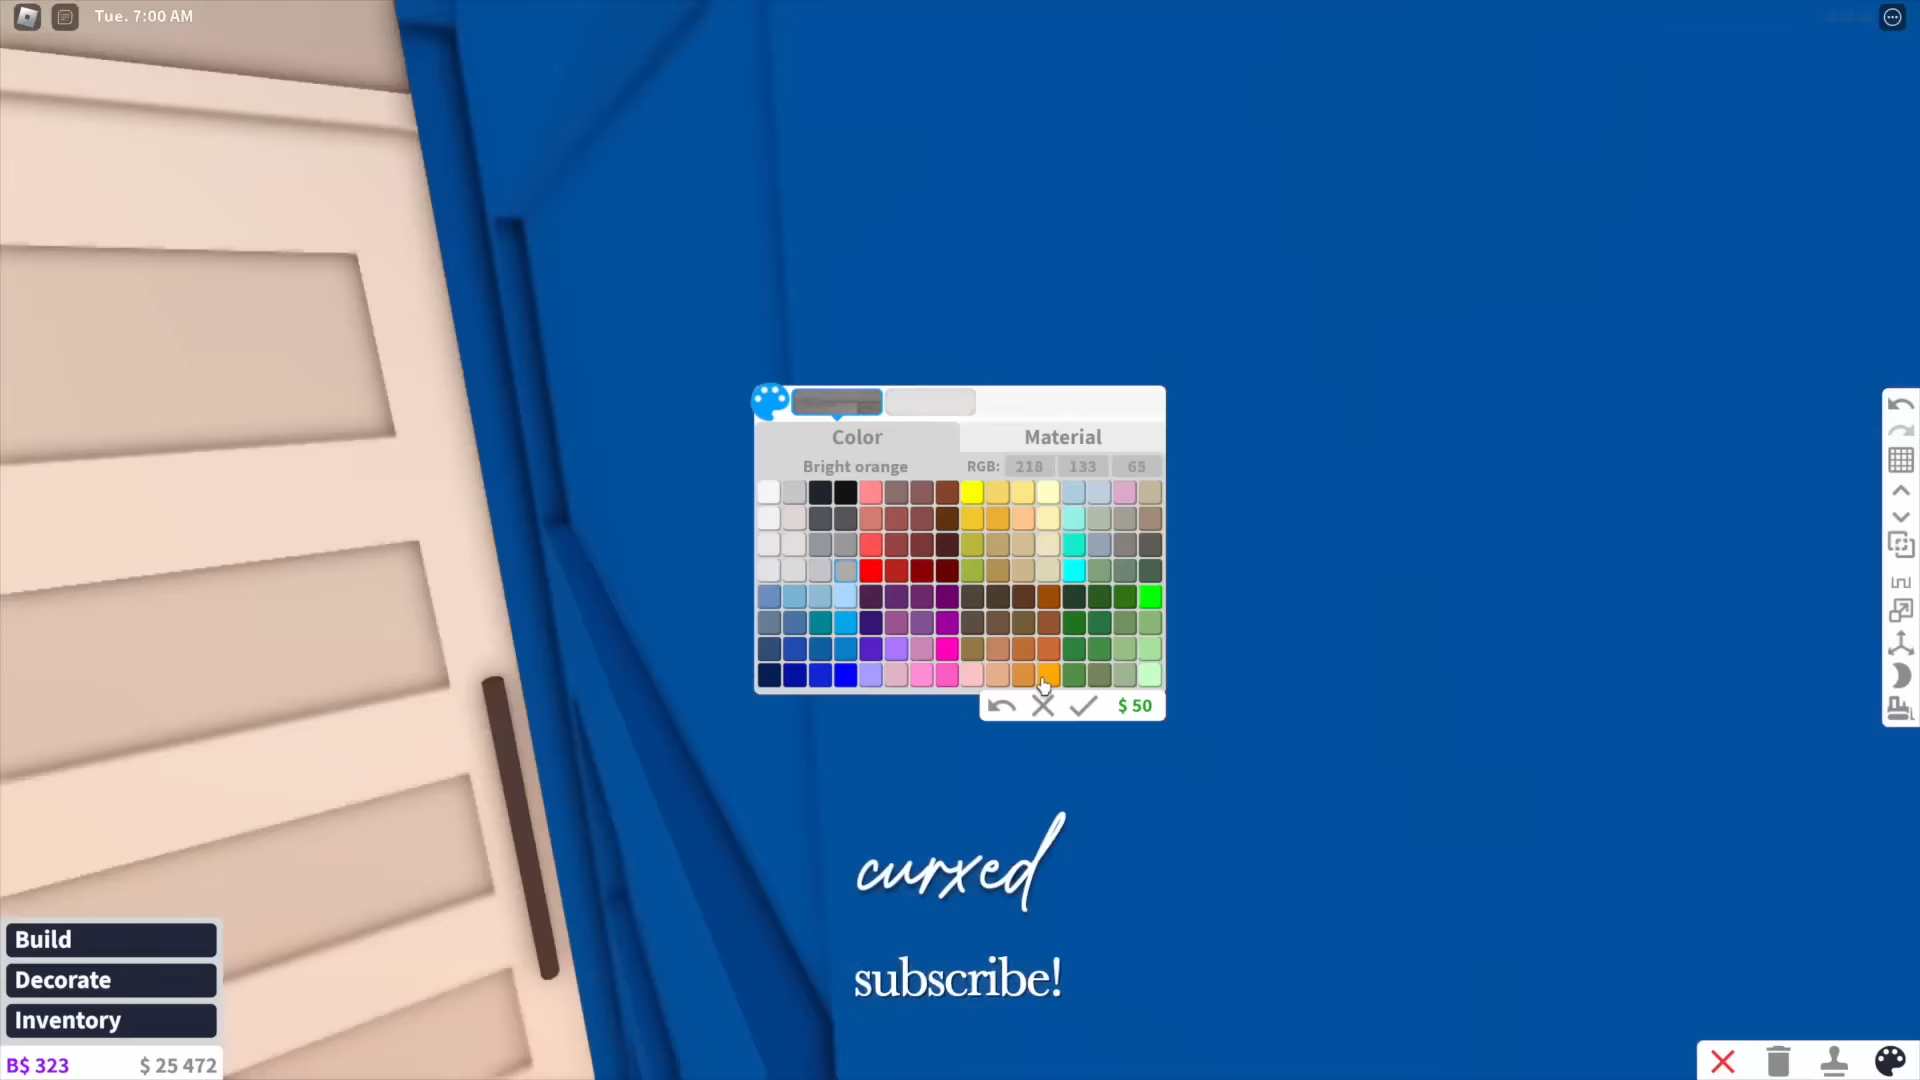 Tue. 7:00 AM
Color
Material
Bright orange
RGB: 218 133 65
$ 50
curxed
subscribe!
Build
Decorate
Inventory
B$ 323
$ 25 472